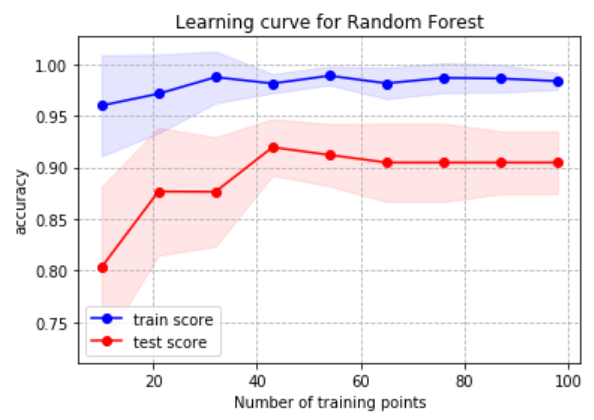 Learning curve for Random Forest
1.00
0.95
0.90
0.85
0.80
0.75
accuracy
train score
test score
20 40 60 80 100
Number of training points